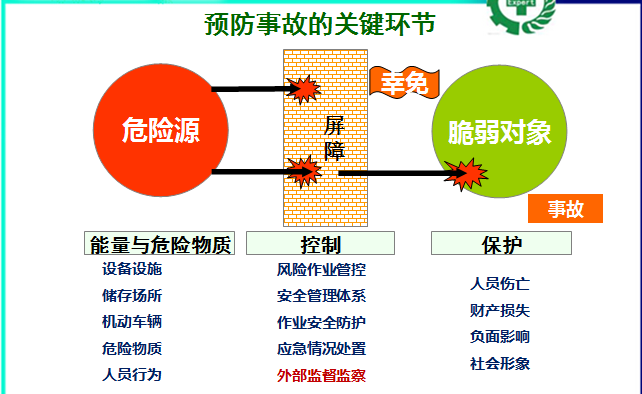 Expert
预防事故的关键环节
危险源
屏障
幸免
脆弱对象
事故
能量与危险物质
控制
保护
设备设施
储存场所
机动车辆
危险物质
人员行为
风险作业管控
安全管理体系
作业安全防护
应急情况处置
外部监督监察
人员伤亡
财产损失
负面影响
社会形象